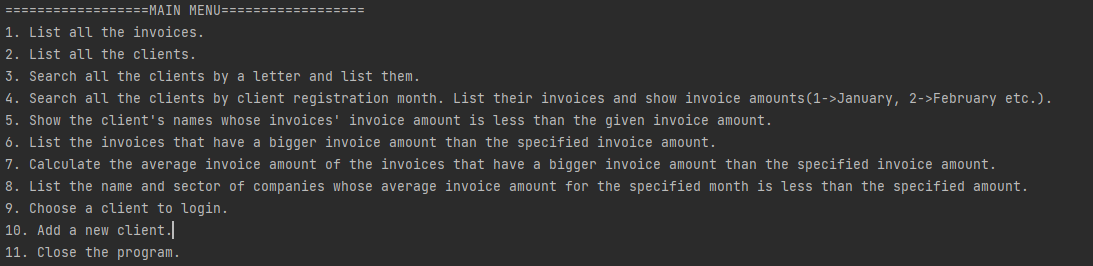 ==================MAIN MENU==================
1. List all the invoices.
2. List all the clients.
3. Search all the clients by a letter and list them.
4. Search all the clients by client registration month. List their invoices and show invoice amounts(1->January, 2->February etc.).
5. Show the client's names whose invoices' invoice amount is less than the given invoice amount.
6. List the invoices that have a bigger invoice amount than the specified invoice amount.
7. Calculate the average invoice amount of the invoices that have a bigger invoice amount than the specified invoice amount.
8. List the name and sector of companies whose average invoice amount for the specified month is less than the specified amount.
9. Choose a client to login.
10. Add a new client.
11. Close the program.